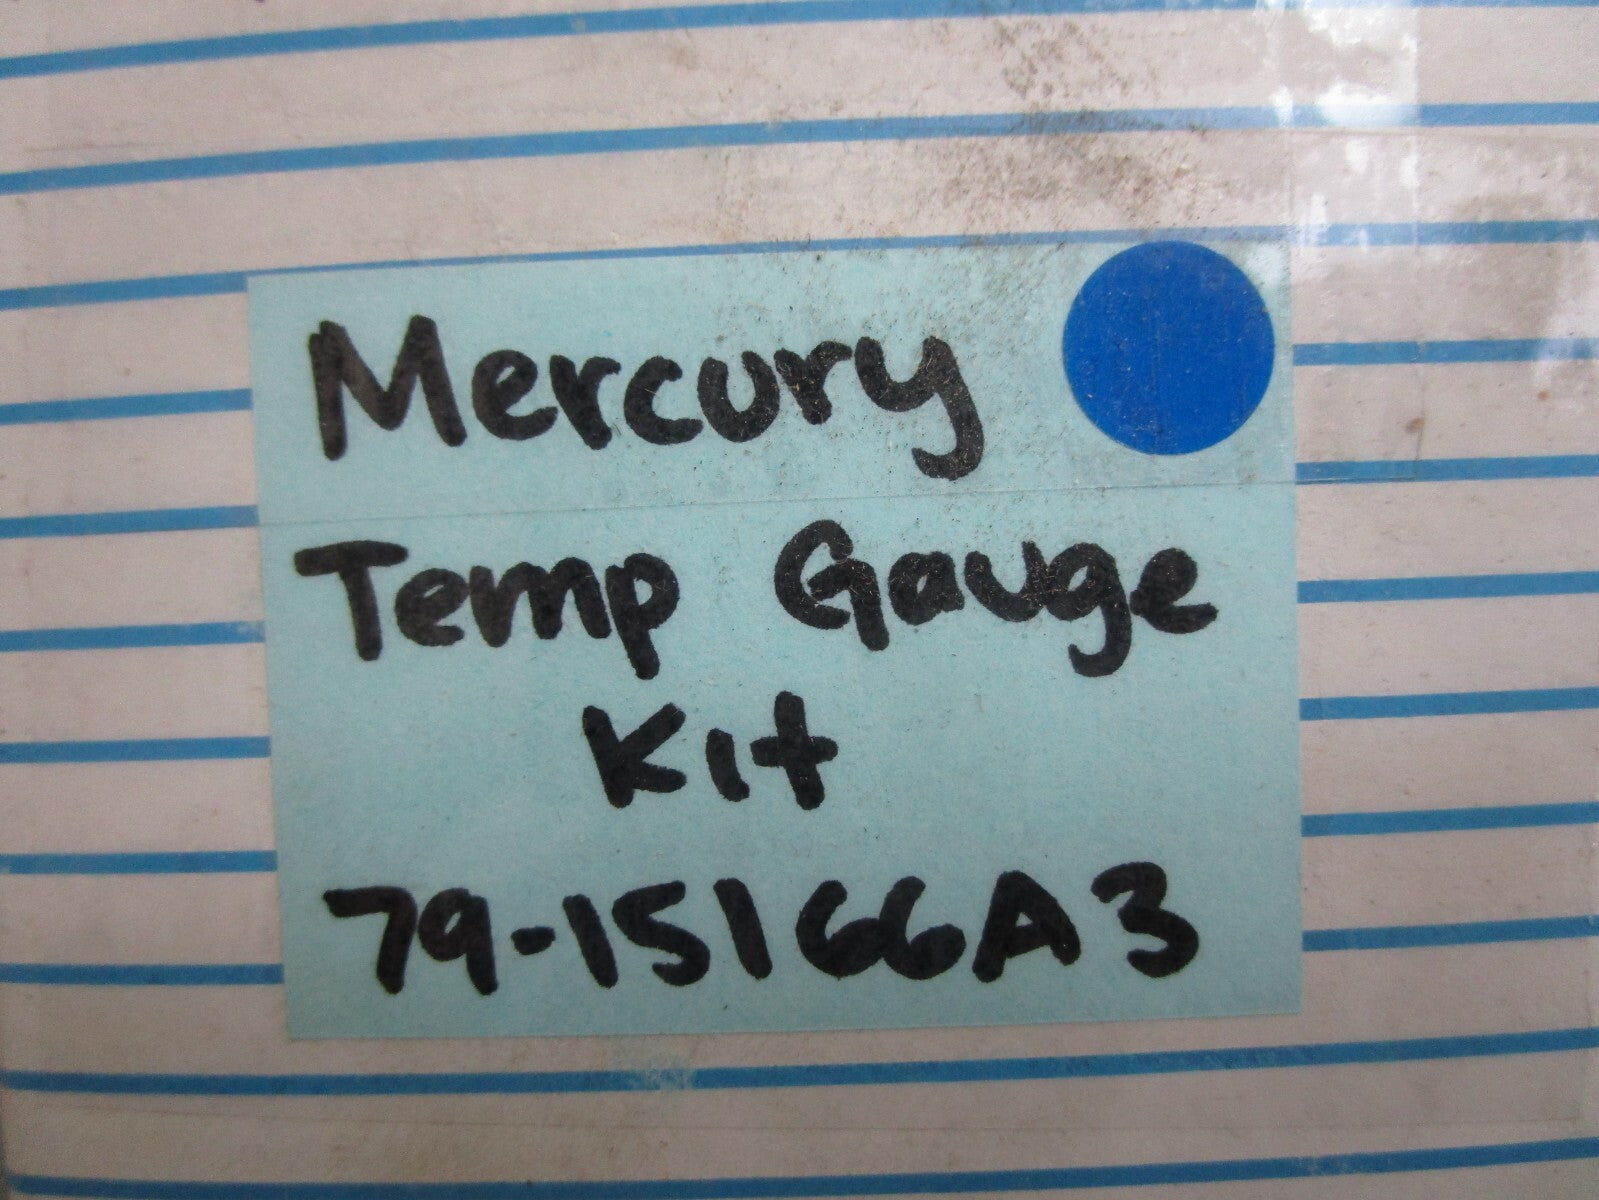 Mercury
Temp Gauge
Kit
79-15166A3